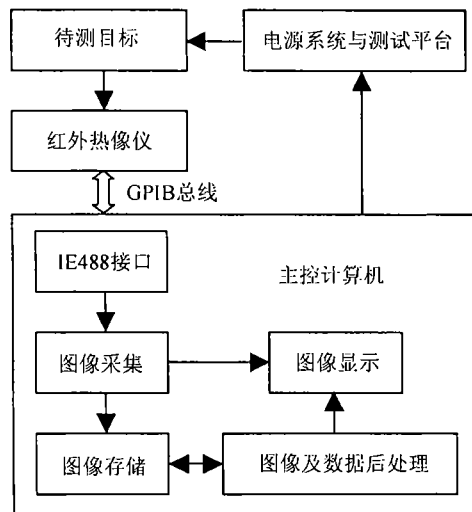 待测目标
电源系统与测试平台
红外热像仪
GPIB总线
IE488接口
主控计算机
图像采集
图像显示
图像存储
图像及数据后处理